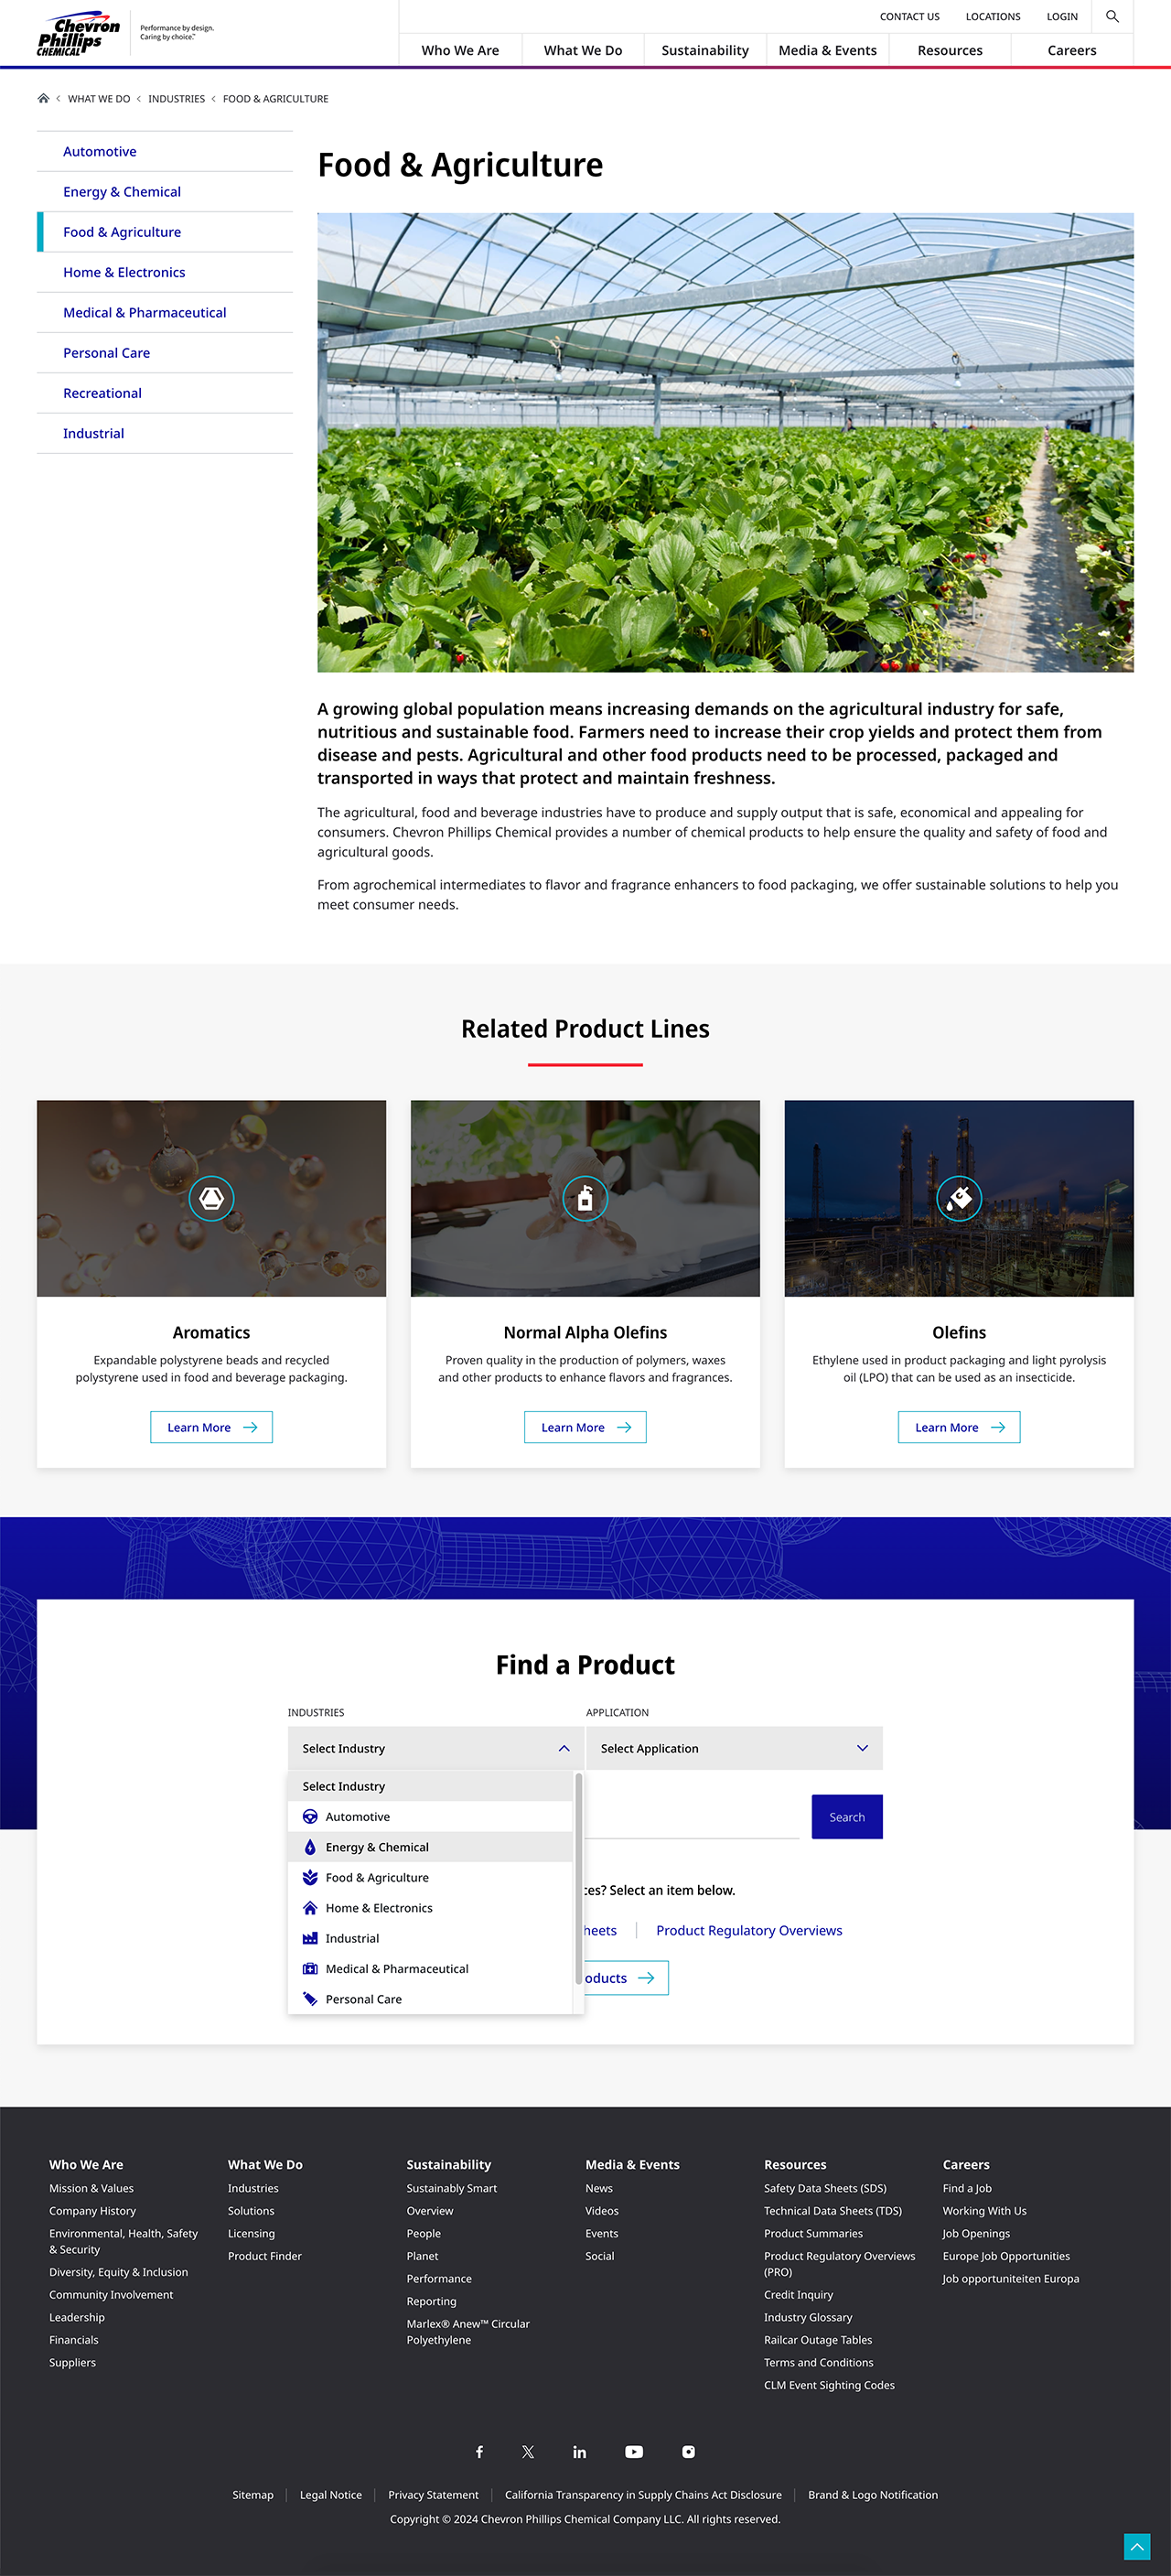 Chevron
Phillips
CHEMICAL
Performance by design.
Caring by choice.™
CONTACT US
LOCATIONS
LOGIN
Who We Are
What We Do
Sustainability
Media & Events
Resources
Careers
WHAT WE DO
INDUSTRIES
FOOD & AGRICULTURE
Automotive
Energy & Chemical
Food & Agriculture
Home & Electronics
Medical & Pharmaceutical
Personal Care
Recreational
Industrial
Food & Agriculture
A growing global population means increasing demands on the agricultural industry for safe,
nutritious and sustainable food. Farmers need to increase their crop yields and protect them from
disease and pests. Agricultural and other food products need to be processed, packaged and
transported in ways that protect and maintain freshness.
The agricultural, food and beverage industries have to produce and supply output that is safe, economical and appealing for
consumers. Chevron Phillips Chemical provides a number of chemical products to help ensure the quality and safety of food and
agricultural goods.
From agrochemical intermediates to flavor and fragrance enhancers to food packaging, we offer sustainable solutions to help you
meet consumer needs.
Related Product Lines
Aromatics
Expandable polystyrene beads and recycled
polystyrene used in food and beverage packaging.
Learn More
Normal Alpha Olefins
Proven quality in the production of polymers, waxes
and other products to enhance flavors and fragrances.
Learn More
Olefins
Ethylene used in product packaging and light pyrolysis
oil (LPO) that can be used as an insecticide.
Learn More
Find a Product
INDUSTRIES
APPLICATION
Select Industry
Select Application
Select Industry
Automotive
Energy & Chemical
Food & Agriculture
Home & Electronics
Industrial
Medical & Pharmaceutical
Personal Care
Search
ces? Select an item below.
heets
Product Regulatory Overviews
oducts
Who We Are
Mission & Values
Company History
Environmental, Health, Safety
& Security
Diversity, Equity & Inclusion
Community Involvement
Leadership
Financials
Suppliers
What We Do
Industries
Solutions
Licensing
Product Finder
Sustainability
Sustainably Smart
Overview
People
Planet
Performance
Reporting
Marlex® Anew™ Circular
Polyethylene
Media & Events
News
Videos
Events
Social
Resources
Safety Data Sheets (SDS)
Technical Data Sheets (TDS)
Product Summaries
Product Regulatory Overviews
(PRO)
Credit Inquiry
Industry Glossary
Railcar Outage Tables
Terms and Conditions
CLM Event Sighting Codes
Careers
Find a Job
Working With Us
Job Openings
Europe Job Opportunities
Job opportuniteiten Europa
Sitemap
Legal Notice
Privacy Statement
California Transparency in Supply Chains Act Disclosure
Brand & Logo Notification
Copyright © 2024 Chevron Phillips Chemical Company LLC. All rights reserved.